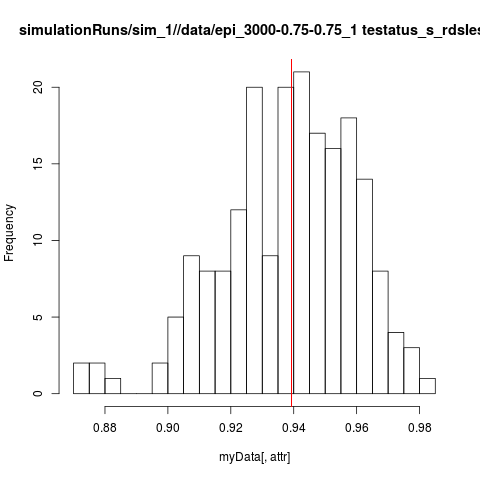 simulationRuns/sim_1//data/epi_3000-0.75-0.75_1 testatus_s_rdsles
20
15
10
5
0
Frequency
0.88 0.90 0.92 0.94 0.96 0.98
myData[, attr]